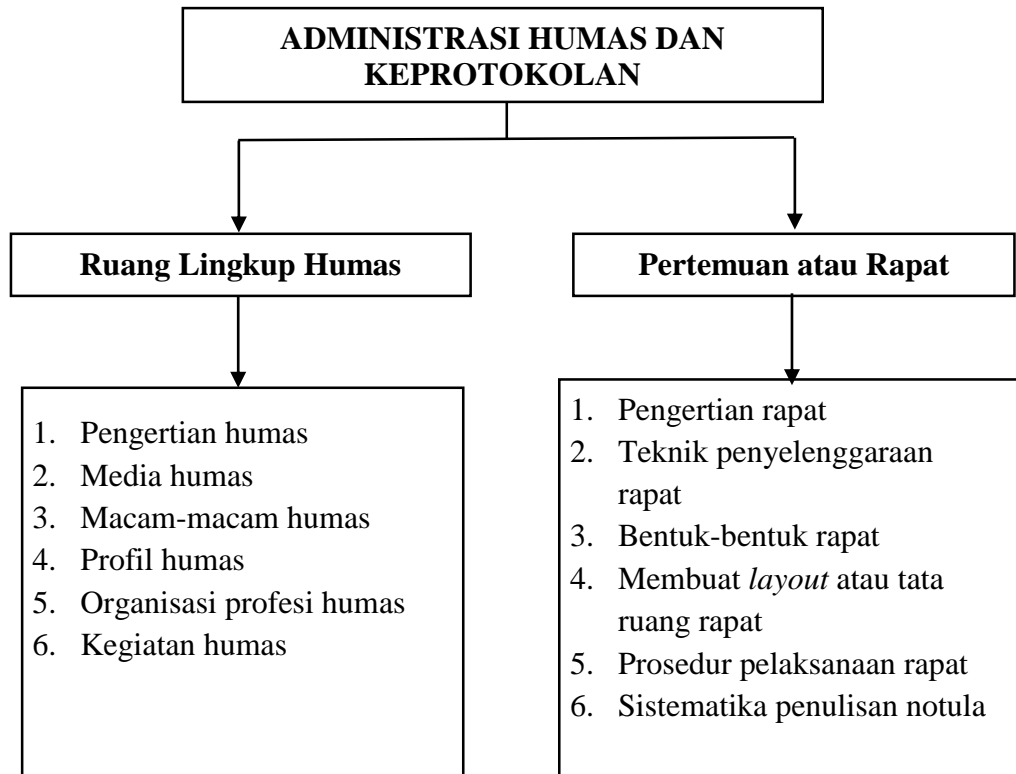 ADMINISTRASI HUMAS DAN
KEPROTOKOLAN
Ruang Lingkup Humas
1. Pengertian humas
2. Media humas
3. Macam-macam humas
4. Profil humas
5. Organisasi profesi humas
6. Kegiatan humas
Pertemuan atau Rapat
1. Pengertian rapat
2. Teknik penyelenggaraan
rapat
3. Bentuk-bentuk rapat
4. Membuat layout atau tata
ruang rapat
5. Prosedur pelaksanaan rapat
6. Sistematika penulisan notula